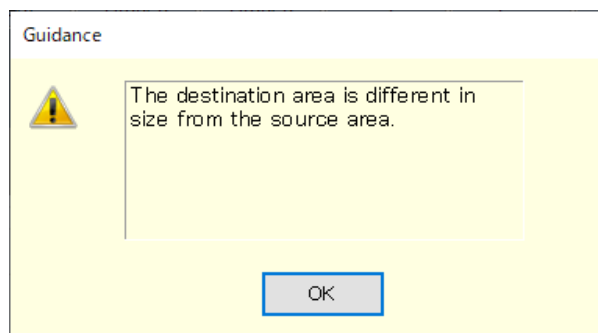 Guidance
The destination area is different in
size from the source area.
OK